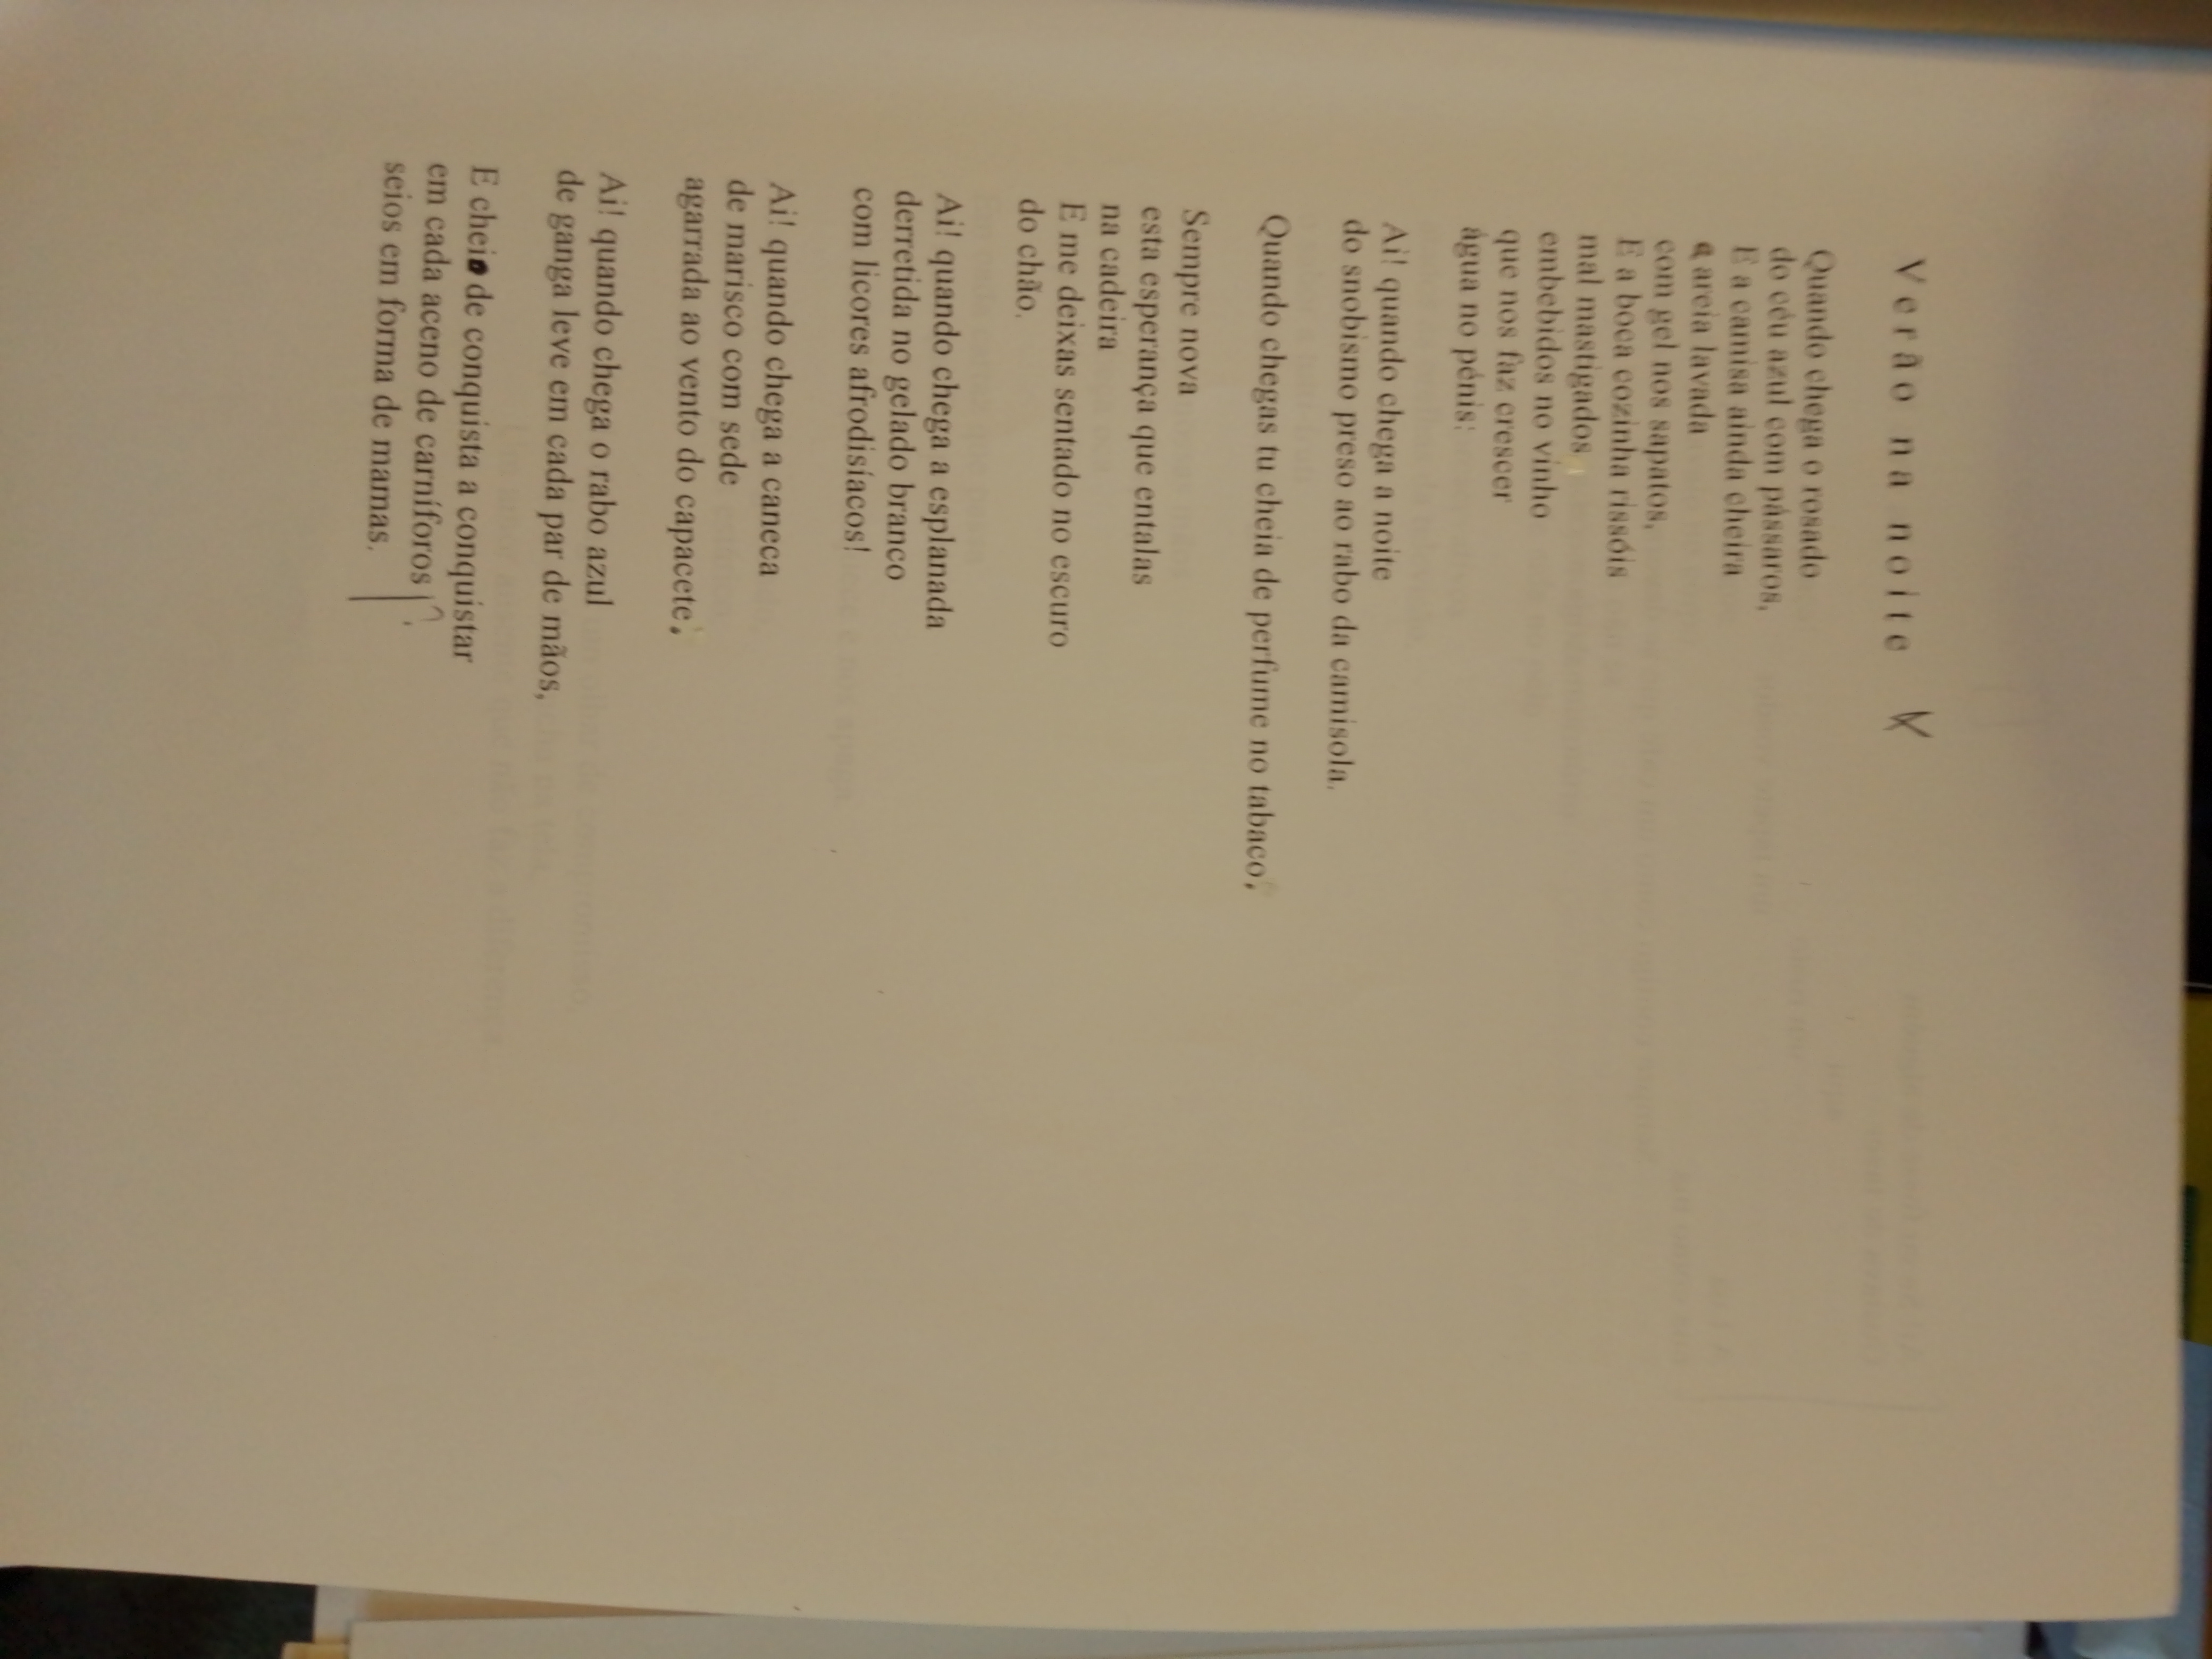 Verão na noite
Quando chega o rosado
do céu azul com pássaros,
E a camisa ainda cheira
a areia lavada
com gel nos sapatos,
E a boca cozinha rissóis
mal mastigados
embebidos no vinho
que nos faz crescer
água no pénis:
Ai! quando chega a noite
do snobismo preso ao rabo da camisola.
Quando chegas tu cheia de perfume no tabaco,
Sempre nova
esta esperança que entalas
na cadeira
E me deixas sentado no escuro
do chão.
Ai! quando chega a esplanada
derretida no gelado branco
com licores afrodisíacos!
Ai! quando chega a caneca
de marisco com sede
agarrada ao vento do capacete,
Ai! quando chega o rabo azul
de ganga leve em cada par de mãos,
E cheio de conquista a conquistar
em cada aceno de carníforos
seios em forma de mamas.